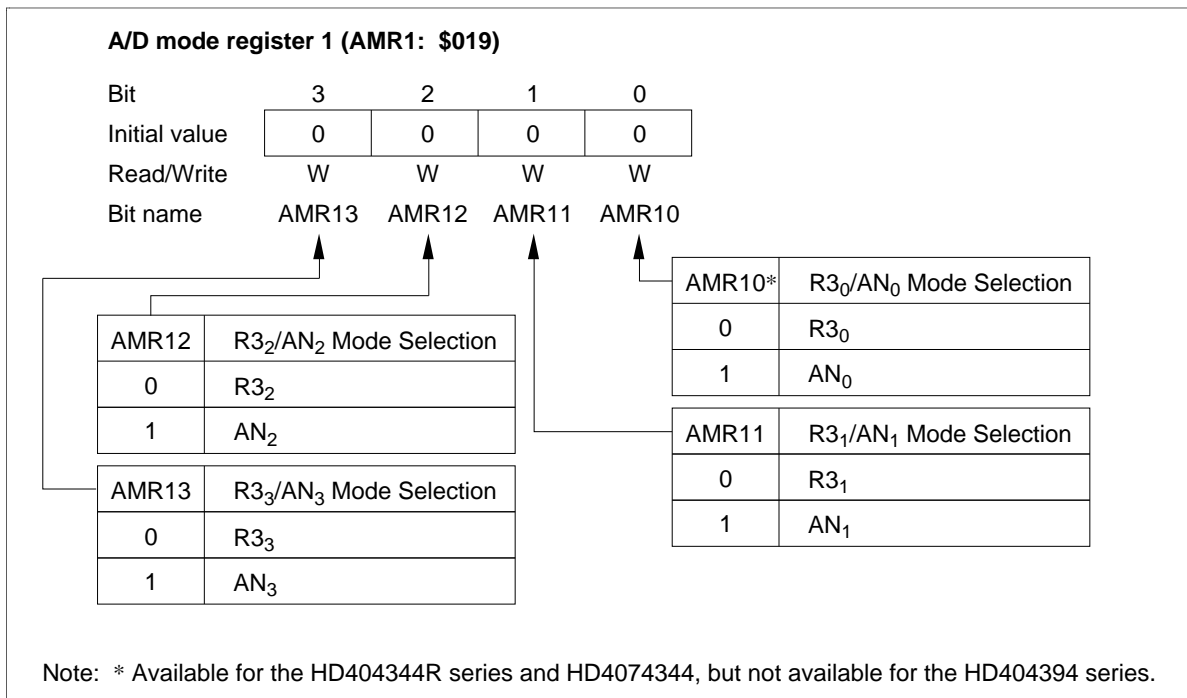 A/D mode register 1 (AMR1: $019)
Bit 3 2 1 0
Initial value 0 0 0 0
Read/Write W W W W
Bit name AMR13 AMR12 AMR11 AMR10
AMR12 R3₂/AN₂ Mode Selection
0 R3₂
1 AN₂
AMR13 R3₃/AN₃ Mode Selection
0 R3₃
1 AN₃
AMR10* R3₀/AN₀ Mode Selection
0 R3₀
1 AN₀
AMR11 R3₁/AN₁ Mode Selection
0 R3₁
1 AN₁
Note: * Available for the HD404344R series and HD4074344, but not available for the HD404394 series.